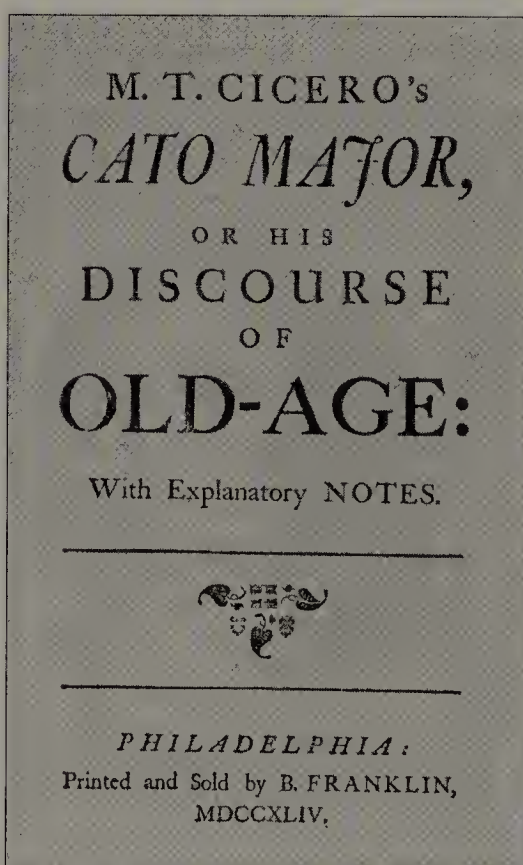 M. T. CICERO's
CATO MAJOR,
OR HIS
DISCOURSE
OF
OLD-AGE:
With Explanatory NOTES.
PHILADELPHIA:
Printed and Sold by B. FRANKLIN,
MDCCXLIV.